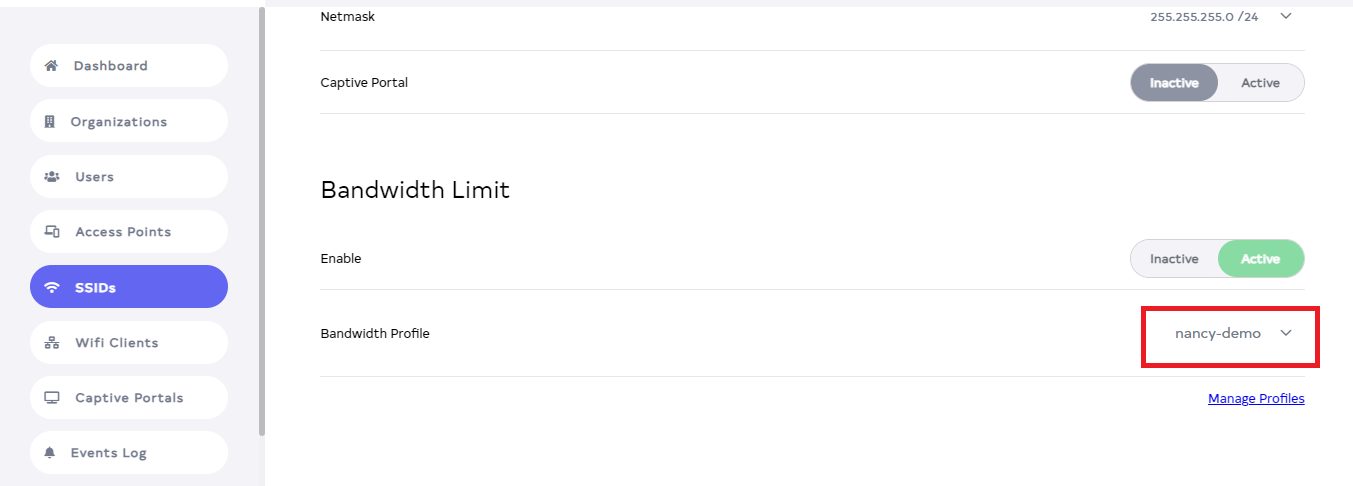 Dashboard
Organizations
Users
Access Points
SSIDs
Wifi Clients
Captive Portals
Events Log
Netmask 255.255.255.0 /24
Captive Portal Inactive Active
Bandwidth Limit
Enable Inactive Active
Bandwidth Profile nancy-demo
Manage Profiles